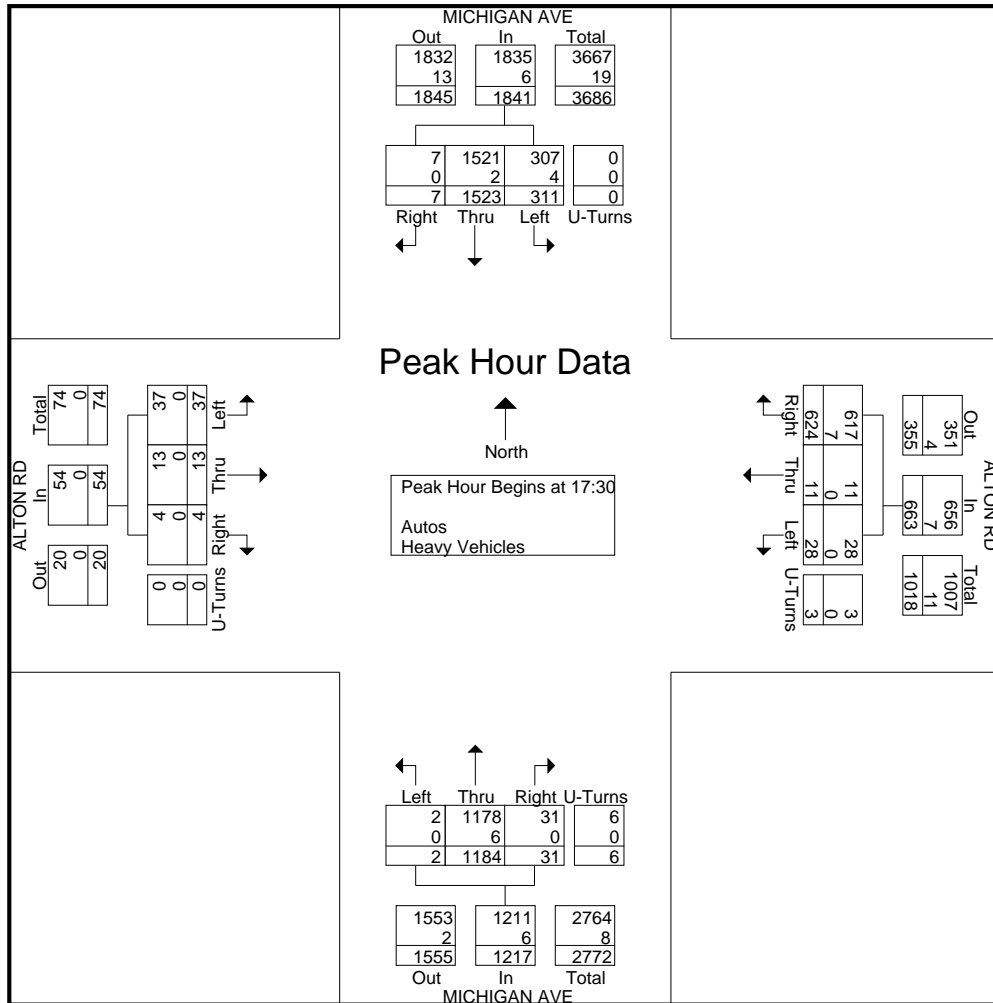 MICHIGAN AVE
Out In Total
1832 1835 3667
13 6 19
1845 1841 3686
7 1521 307 0
0 2 4 0
7 1523 311 0
Right Thru Left U-Turns
Peak Hour Data
North
Peak Hour Begins at 17:30
Autos
Heavy Vehicles
ALTON RD
Out In Total
20 54 74
0 0 0
20 54 74
37 13 4 0
0 0 0 0
37 13 4 0
Left Thru Right U-Turns
ALTON RD
Out In Total
351 656 1007
4 7 11
355 663 1018
617 11 28 3
7 0 0 0
624 11 28 3
Right Thru Left U-Turns
Left Thru Right U-Turns
2 1178 31 6
0 6 0 0
2 1184 31 6
1553 1211 2764
2 6 8
1555 1217 2772
Out In Total
MICHIGAN AVE